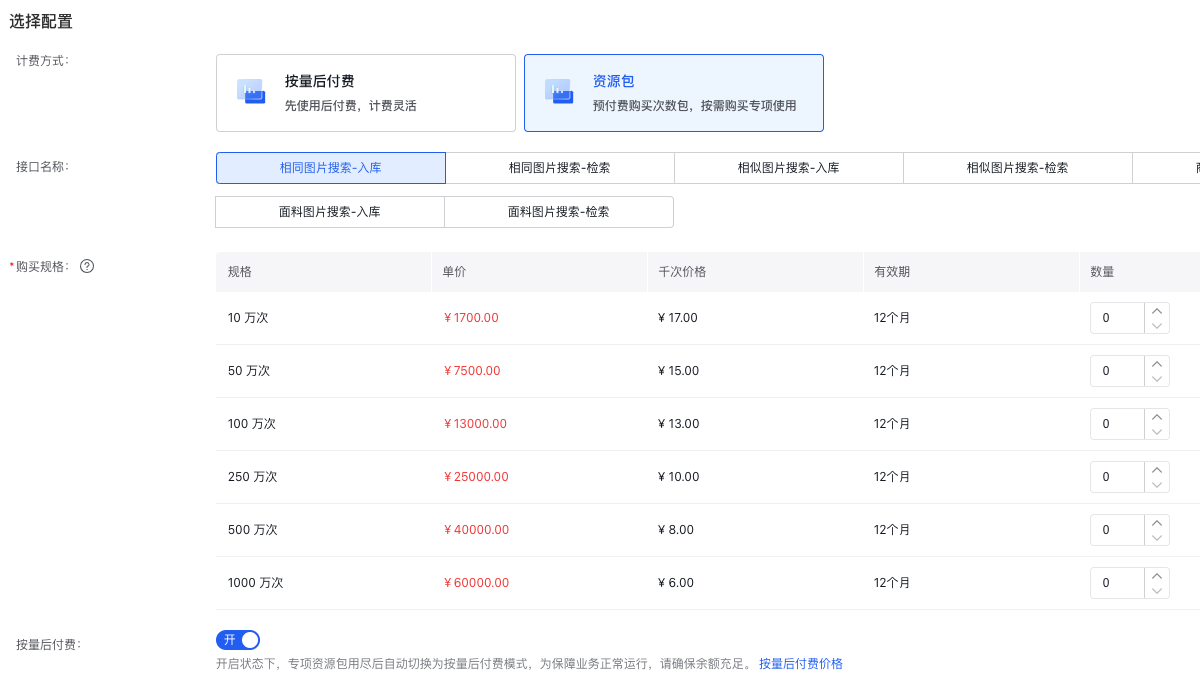 选择配置
计费方式：
按量后付费
先使用后付费，计费灵活
资源包
预付费购买次数包，按需购买专项使用
接口名称：
相同图片搜索-入库 相同图片搜索-检索 相似图片搜索-入库 相似图片搜索-检索
面料图片搜索-入库 面料图片搜索-检索
*购买规格： ?
规格 单价 千次价格 有效期 数量
10 万次 ¥1700.00 ¥ 17.00 12个月 0
50 万次 ¥7500.00 ¥ 15.00 12个月 0
100 万次 ¥13000.00 ¥ 13.00 12个月 0
250 万次 ¥25000.00 ¥ 10.00 12个月 0
500 万次 ¥40000.00 ¥ 8.00 12个月 0
1000 万次 ¥60000.00 ¥ 6.00 12个月 0
按量后付费： 开
开启状态下，专项资源包用尽后自动切换为按量后付费模式，为保障业务正常运行，请确保余额充足。 按量后付费价格